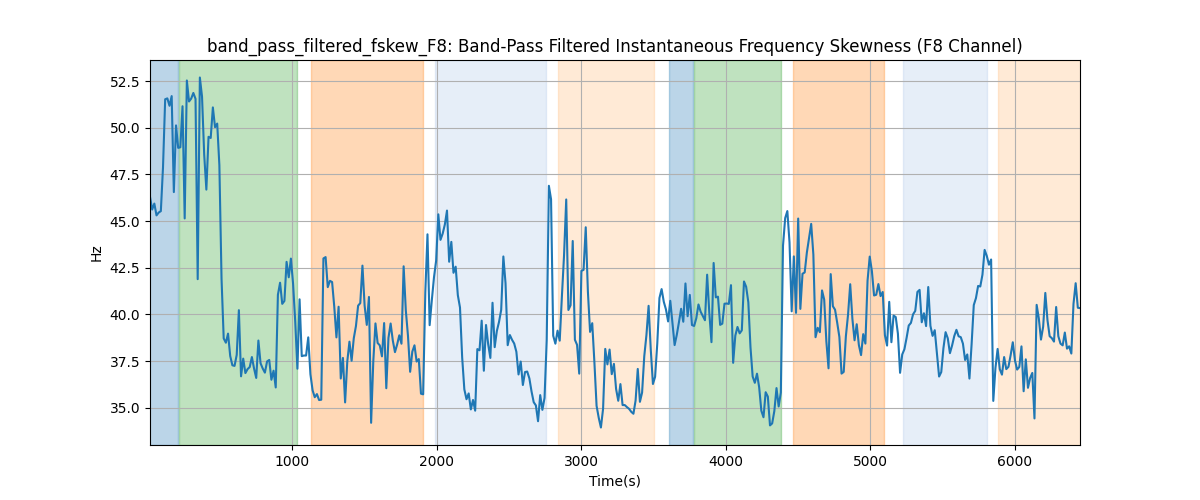 band_pass_filtered_fskew_F8: Band-Pass Filtered Instantaneous Frequency Skewness (F8 Channel)
52.5
50.0
47.5
45.0
42.5
40.0
37.5
35.0
Hz
1000 2000 3000 4000 5000 6000
Time(s)